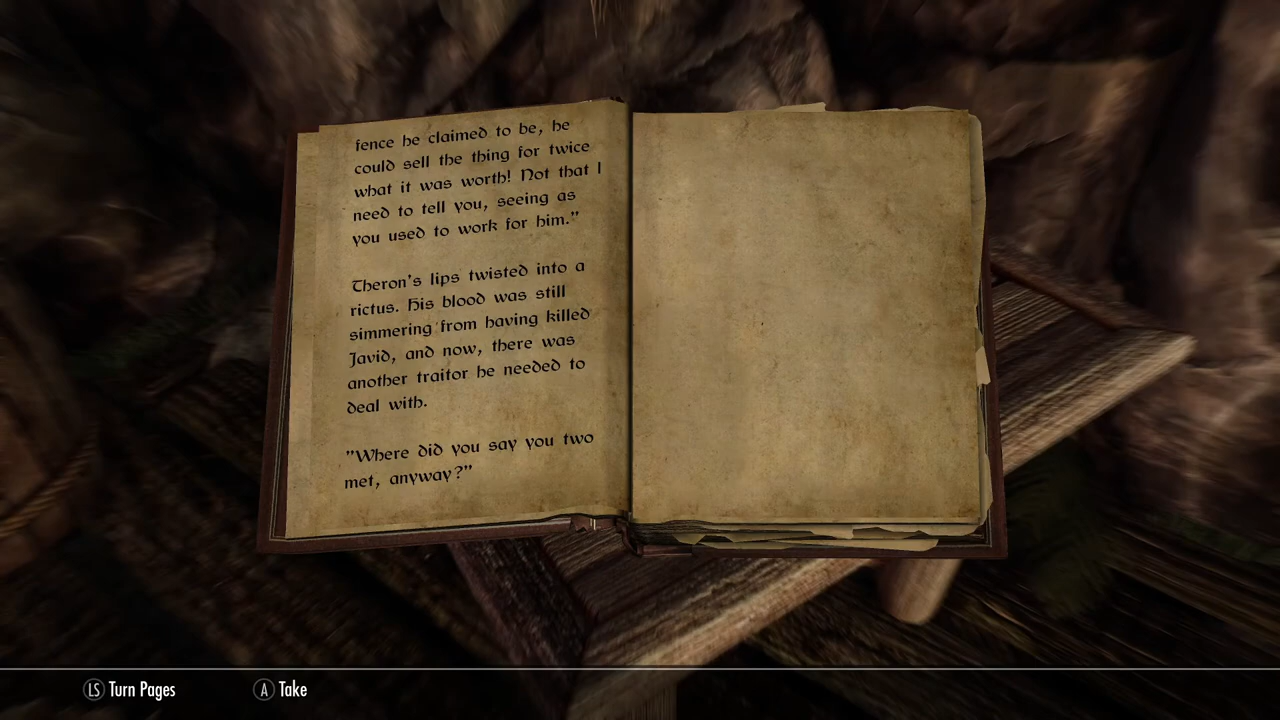 fence he claimed to be, he
could sell the thing for twice
what it was worth! Not that I
need to tell you, seeing as
you used to work for him."
Theron's lips twisted into a
rictus. His blood was still
simmering from having killed
Javid, and now, there was
another traitor he needed to
deal with.
"Where did you say you two
met, anyway?"
LS Turn Pages
A Take